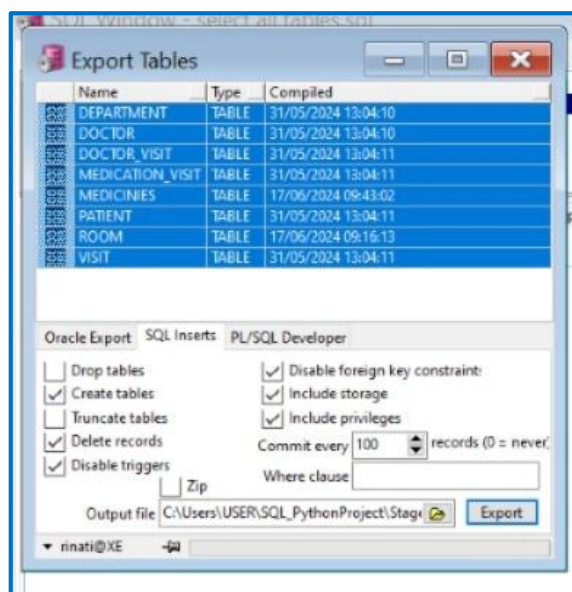 SQL Window - select all tables.sql
Export Tables
Name Type Compiled
DEPARTMENT TABLE 31/05/2024 13:04:10
DOCTOR TABLE 31/05/2024 13:04:10
DOCTOR_VISIT TABLE 31/05/2024 13:04:11
MEDICATION_VISIT TABLE 31/05/2024 13:04:11
MEDICINIES TABLE 17/06/2024 09:43:02
PATIENT TABLE 31/05/2024 13:04:11
ROOM TABLE 17/06/2024 09:16:13
VISIT TABLE 31/05/2024 13:04:11
Oracle Export SQL Inserts PL/SQL Developer
Drop tables Disable foreign key constraint
Create tables Include storage
Truncate tables Include privileges
Delete records Commit every 100 records (0 = never)
Disable triggers Where clause
Zip
Output file C:\Users\USER\SQL_PythonProject\Stag Export
rinati@XE